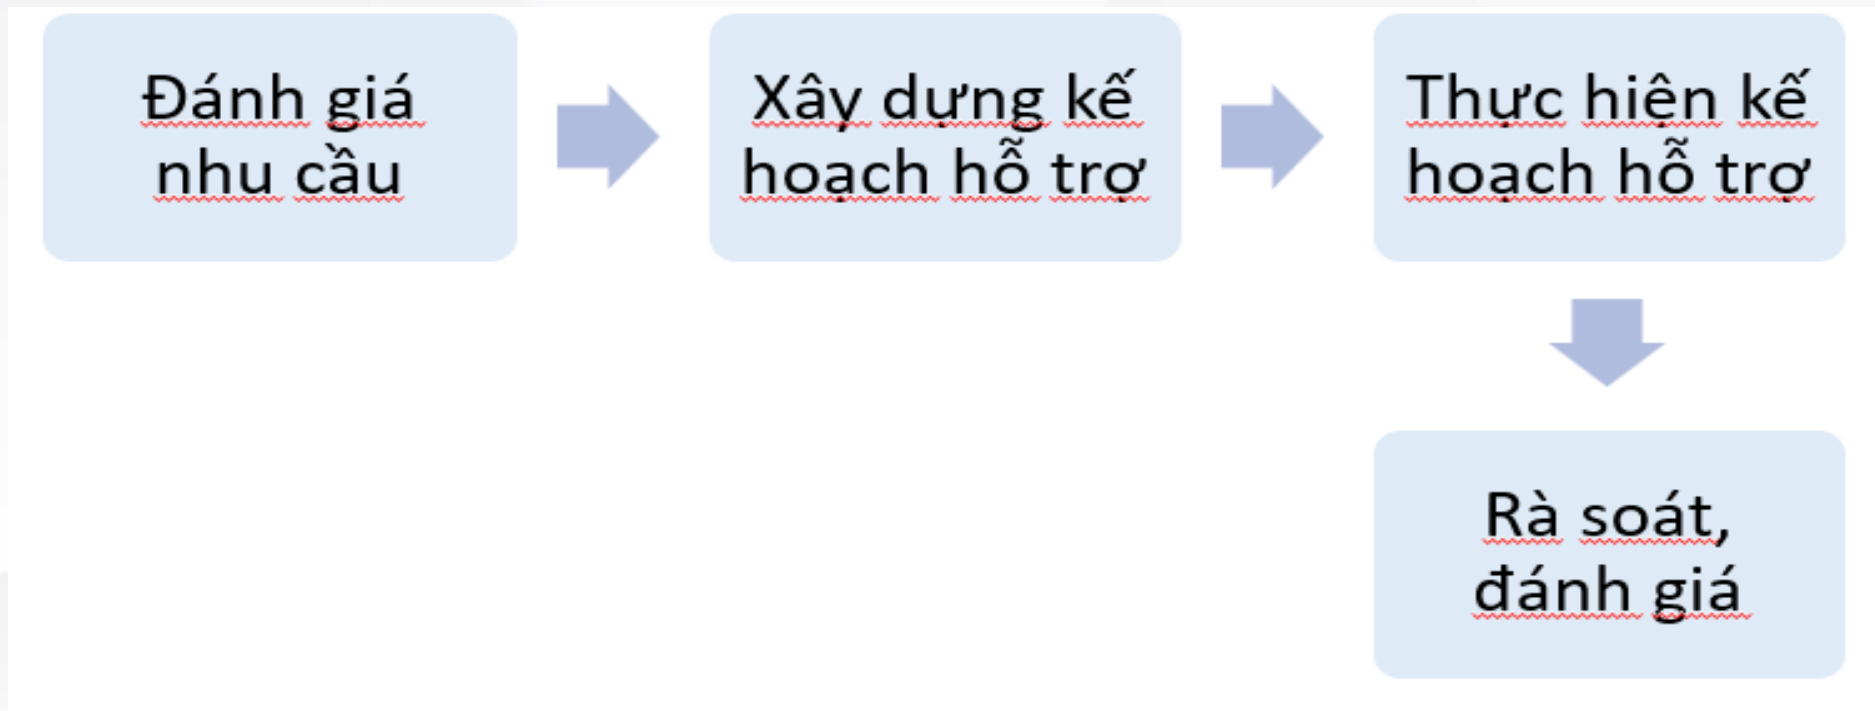 Đánh giá
nhu cầu
Xây dựng kế
hoạch hỗ trợ
Thực hiện kế
hoạch hỗ trợ
Rà soát,
đánh giá